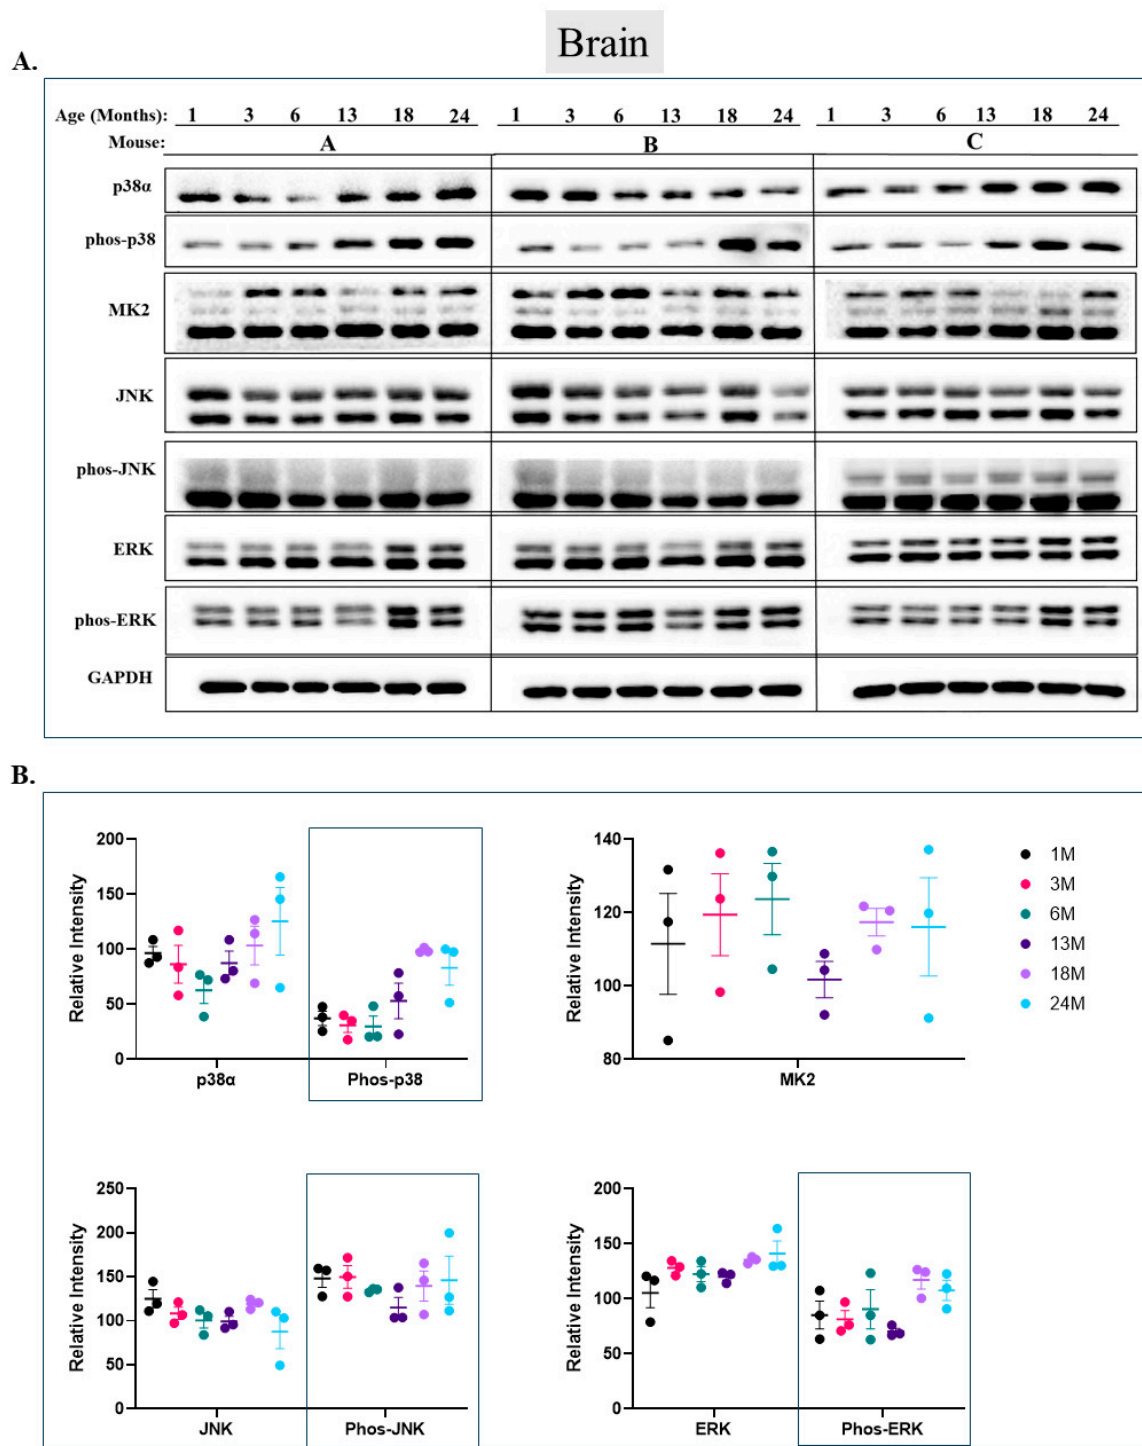 Brain
A.
Age (Months): 1 3 6 13 18 24 1 3 6 13 18 24 1 3 6 13 18 24
Mouse: A B C
p38α
phos-p38
MK2
JNK
phos-JNK
ERK
phos-ERK
GAPDH
B.
Relative Intensity
200
150
100
50
0
p38α Phos-p38
Relative Intensity
140
120
100
80
MK2
1M
3M
6M
13M
18M
24M
Relative Intensity
250
200
150
100
50
0
JNK Phos-JNK
Relative Intensity
200
150
100
50
0
ERK Phos-ERK